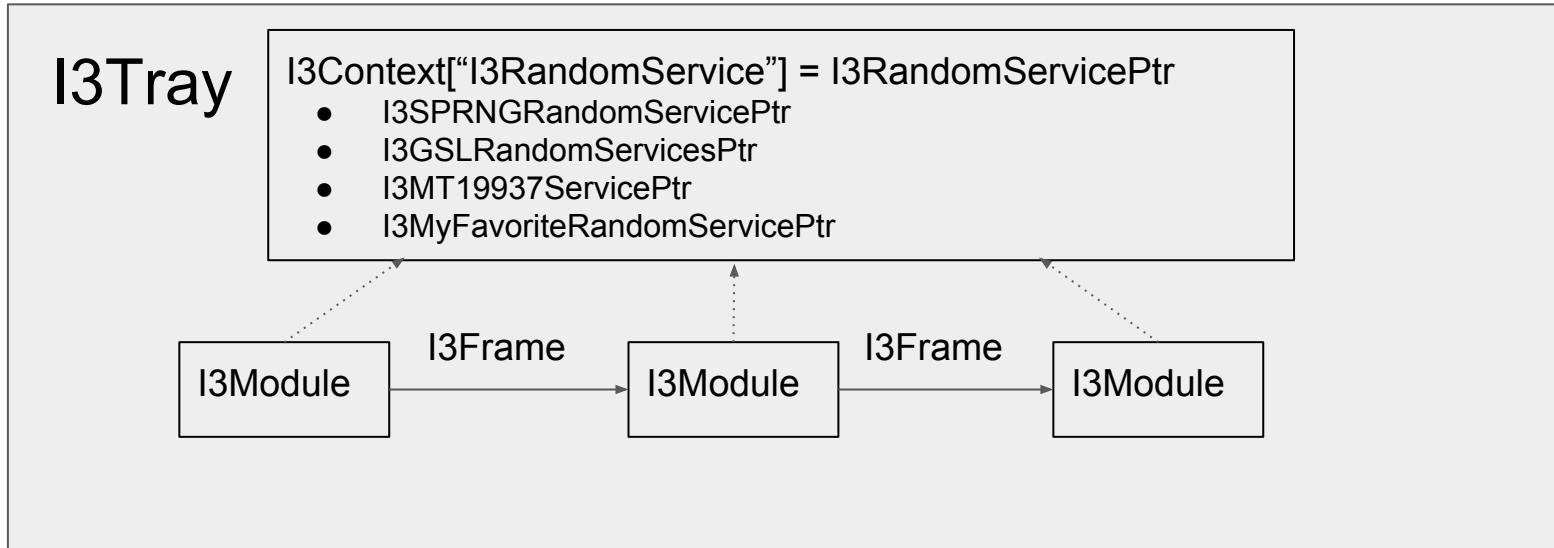 I3Tray
I3Context[“I3RandomService”] = I3RandomServicePtr
● I3SPRNGRandomServicePtr
● I3GSLRandomServicesPtr
● I3MT19937ServicePtr
● I3MyFavoriteRandomServicePtr
I3Frame
I3Frame
I3Module
I3Module
I3Module